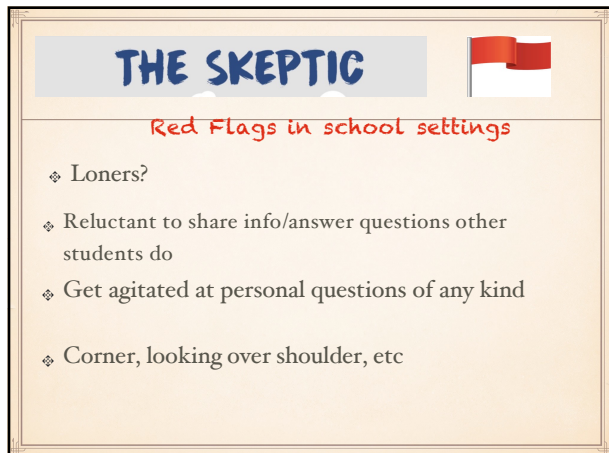 THE SKEPTIC
Red Flags in school settings
Loners?
Reluctant to share info/answer questions other
students do
Get agitated at personal questions of any kind
Corner, looking over shoulder, etc